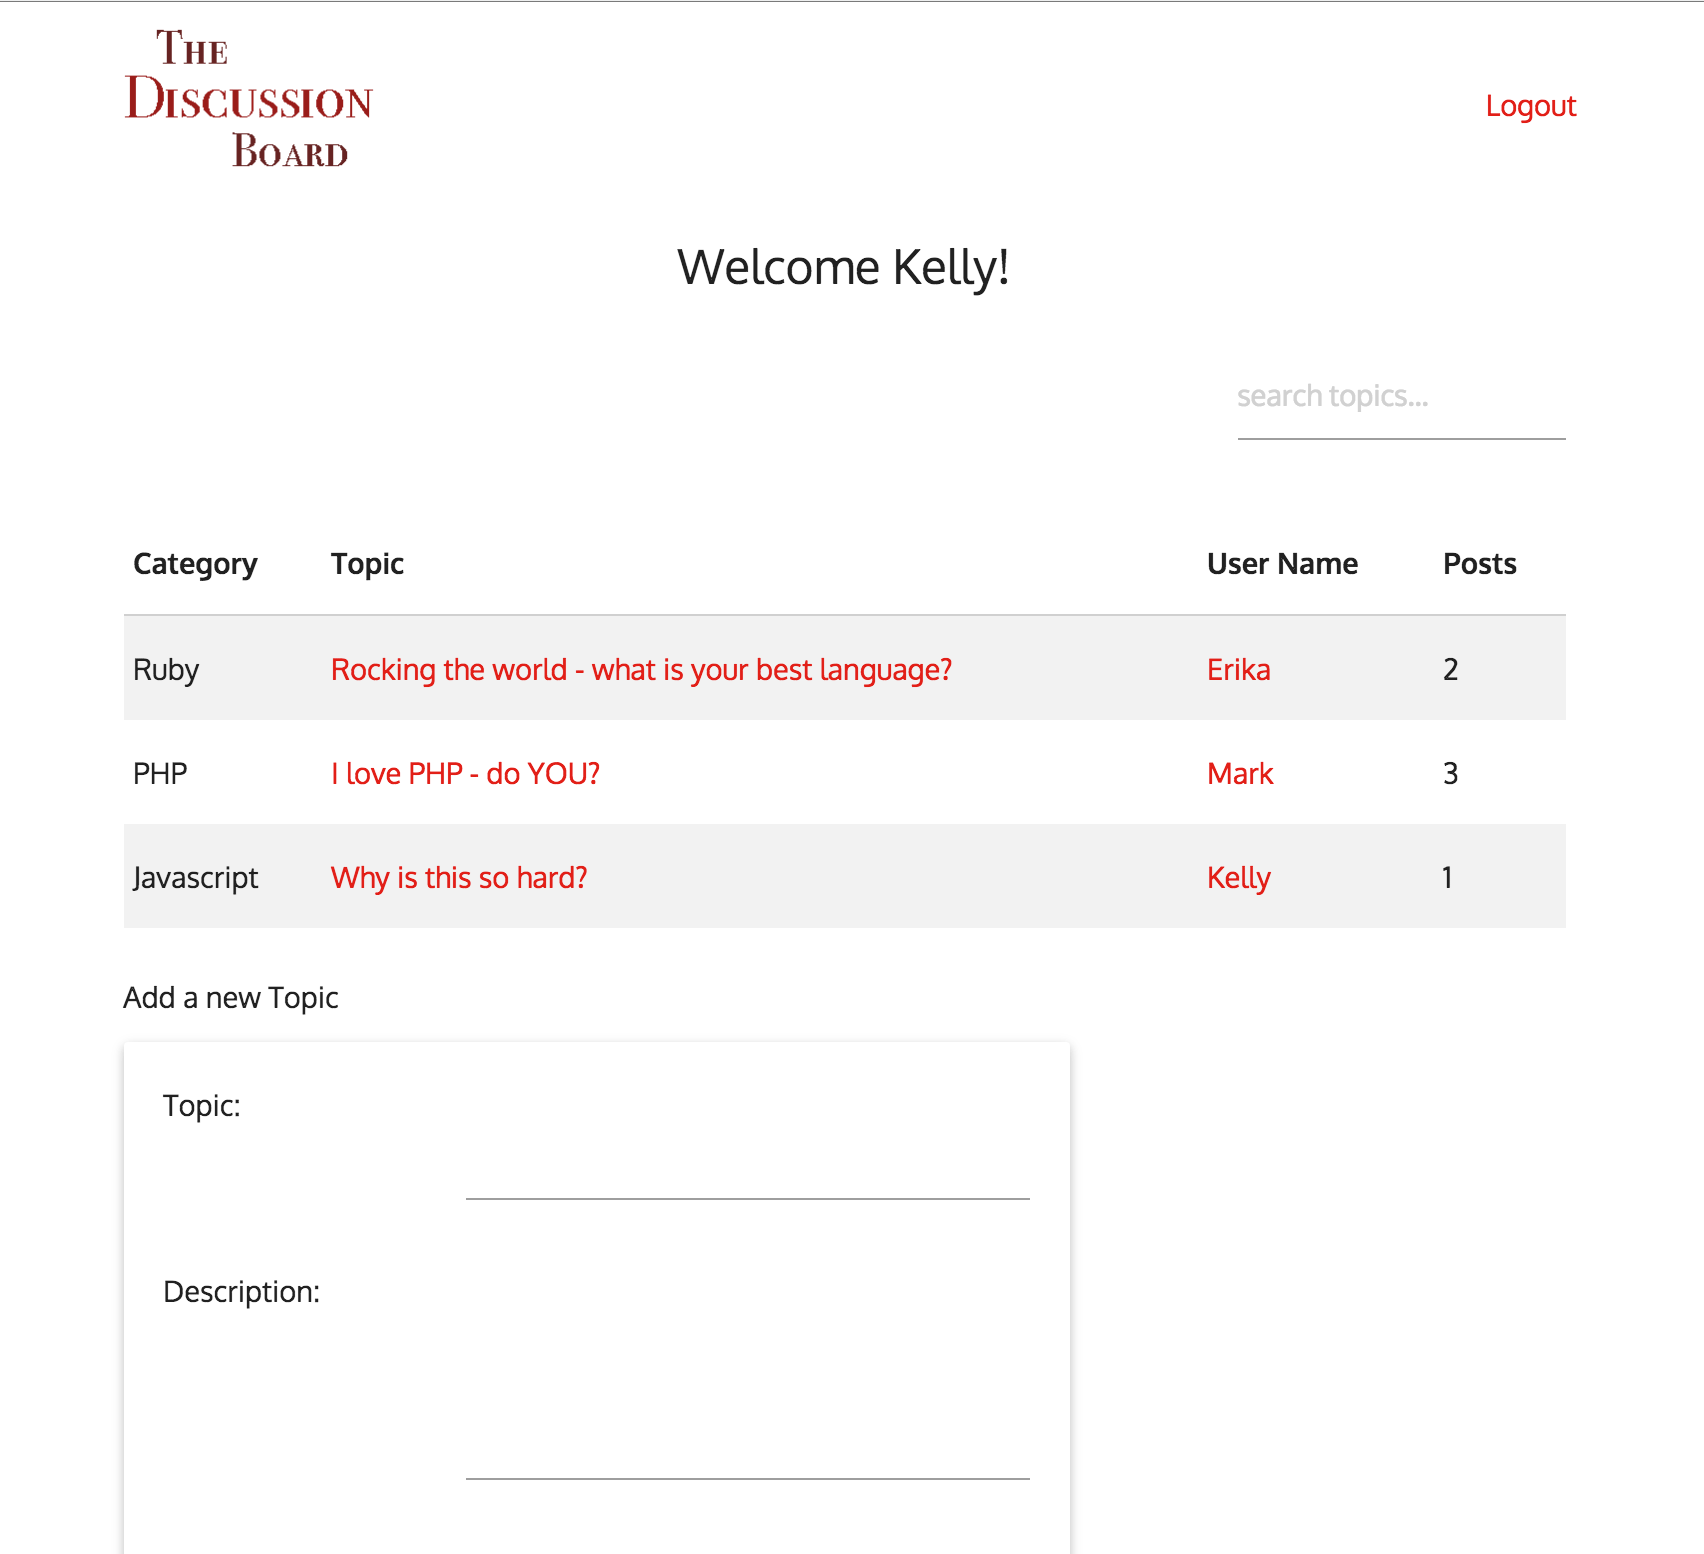 The
Discussion
Board
Logout
Welcome Kelly!
search topics...
Category Topic User Name Posts
Ruby Rocking the world - what is your best language? Erika 2
PHP I love PHP - do YOU? Mark 3
Javascript Why is this so hard? Kelly 1
Add a new Topic
Topic:
Description: